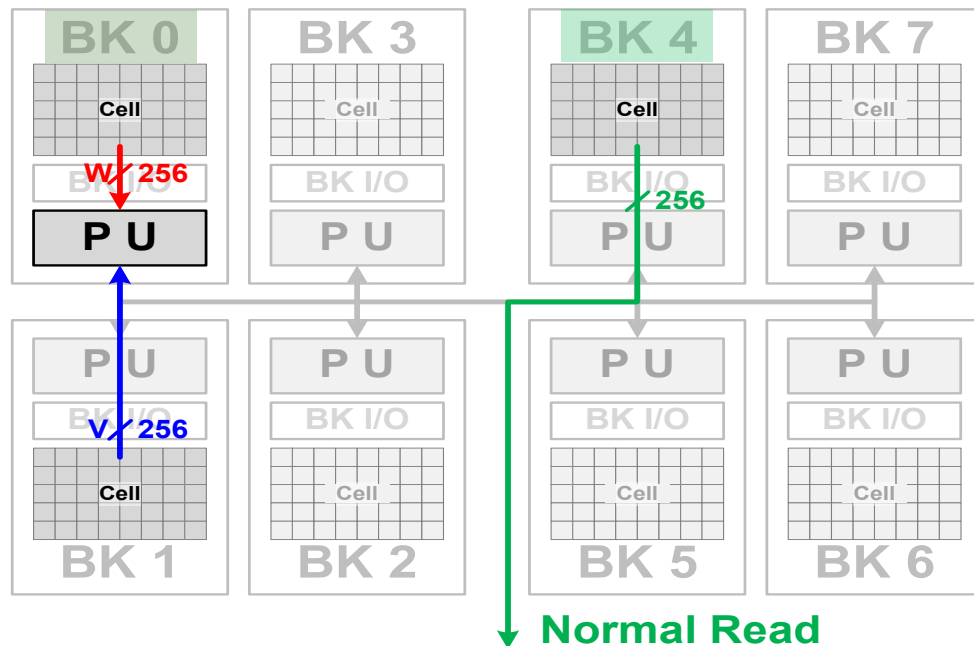 BK 0 BK 3 BK 4 BK 7
Cell Cell Cell Cell
BK I/O BK I/O BK I/O BK I/O
W 256
256
P U P U P U P U
P U P U P U P U
BK I/O BK I/O BK I/O BK I/O
V 256
Cell Cell Cell Cell
BK 1 BK 2 BK 5 BK 6
Normal Read